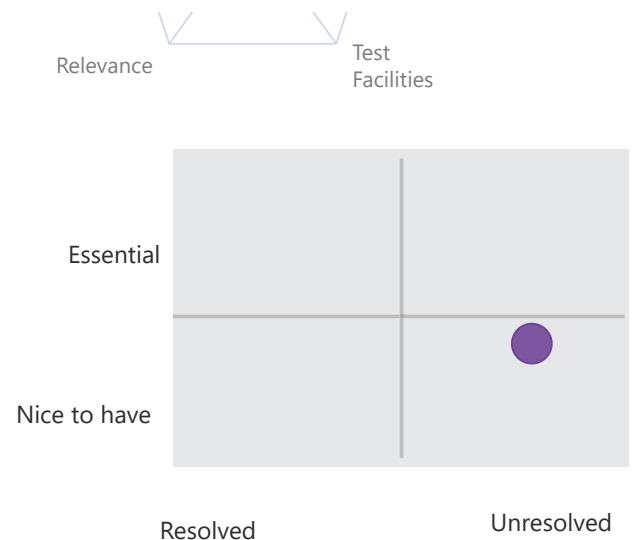 Relevance
Test
Facilities
Essential
Nice to have
Resolved
Unresolved